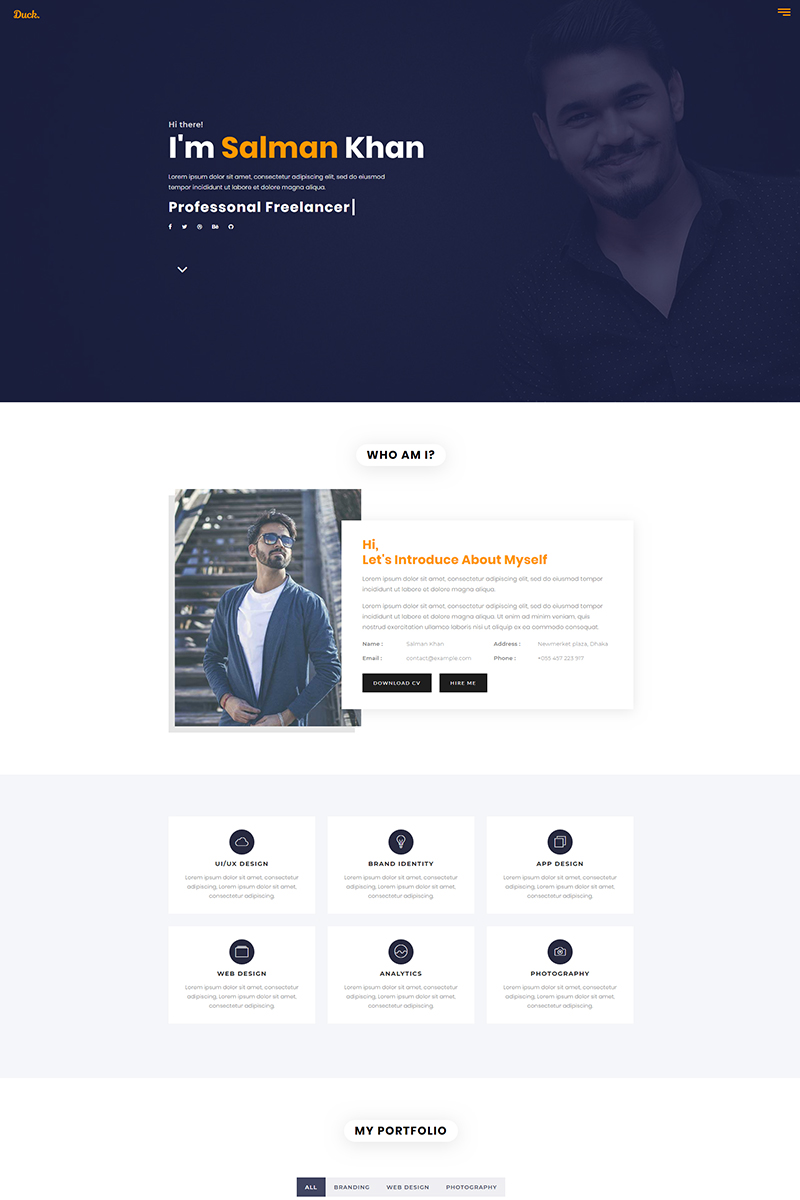 Duck.
Hi there!
I'm Salman Khan
Lorem ipsum dolor sit amet, consectetur adipiscing elit, sed do eiusmod
tempor incididunt ut labore et dolore magna aliqua.
Professonal Freelancer|
WHO AM I?
Hi,
Let's Introduce About Myself
Lorem ipsum dolor sit amet, consectetur adipiscing elit, sed do eiusmod tempor
incididunt ut labore et dolore magna aliqua.
Lorem ipsum dolor sit amet, consectetur adipiscing elit, sed do eiusmod tempor
incididunt ut labore et dolore magna aliqua. Ut enim ad minim veniam, quis
nostrud exercitation ullamco laboris nisi ut aliquip ex ea commodo consequat.
Name : Salman Khan Address : Newmarket plaza, Dhaka
Email : contact@example.com Phone : +055 457 223 917
DOWNLOAD CV HIRE ME
UI/UX DESIGN
Lorem ipsum dolor sit amet, consectetur
adipiscing, Lorem ipsum dolor sit amet,
consectetur adipiscing.
BRAND IDENTITY
Lorem ipsum dolor sit amet, consectetur
adipiscing, Lorem ipsum dolor sit amet,
consectetur adipiscing.
APP DESIGN
Lorem ipsum dolor sit amet, consectetur
adipiscing, Lorem ipsum dolor sit amet,
consectetur adipiscing.
WEB DESIGN
Lorem ipsum dolor sit amet, consectetur
adipiscing, Lorem ipsum dolor sit amet,
consectetur adipiscing.
ANALYTICS
Lorem ipsum dolor sit amet, consectetur
adipiscing, Lorem ipsum dolor sit amet,
consectetur adipiscing.
PHOTOGRAPHY
Lorem ipsum dolor sit amet, consectetur
adipiscing, Lorem ipsum dolor sit amet,
consectetur adipiscing.
MY PORTFOLIO
ALL BRANDING WEB DESIGN PHOTOGRAPHY